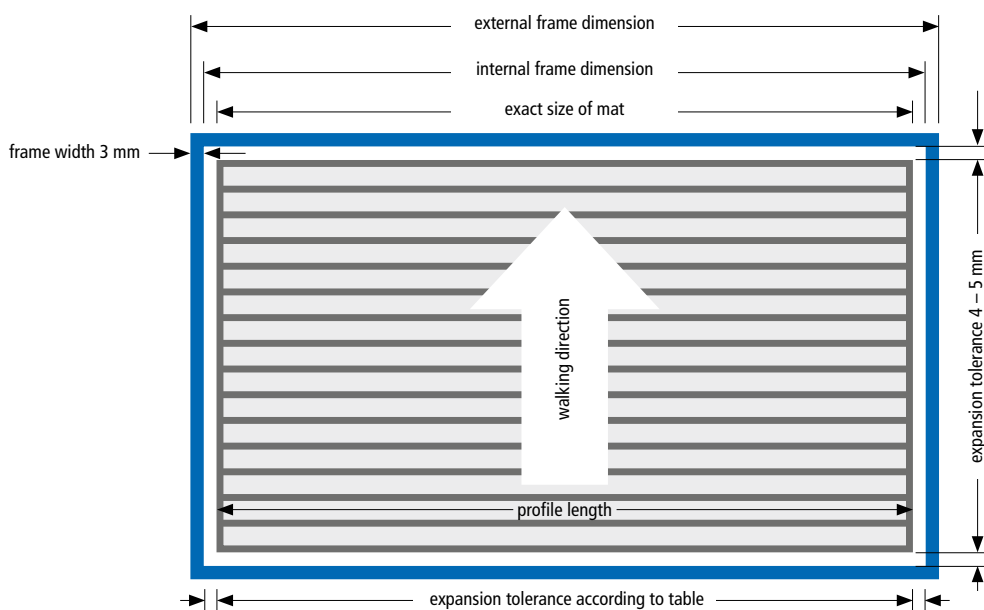 external frame dimension
internal frame dimension
exact size of mat
frame width 3 mm
walking direction
expansion tolerance 4 – 5 mm
profile length
expansion tolerance according to table